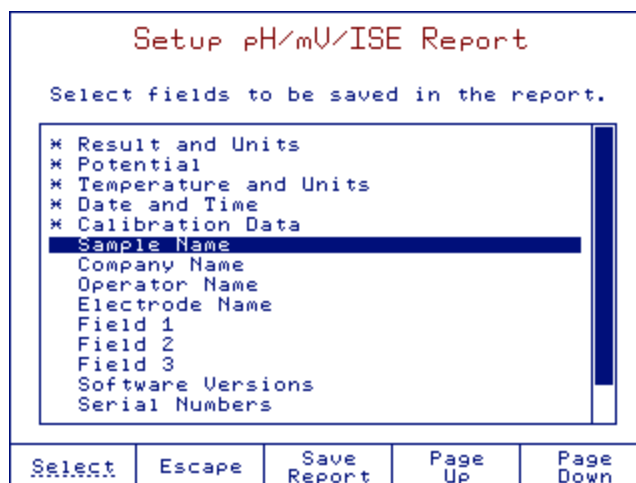 Setup pH/mV/ISE Report
Select fields to be saved in the report.
* Result and Units
* Potential
* Temperature and Units
* Date and Time
* Calibration Data
Sample Name
Company Name
Operator Name
Electrode Name
Field 1
Field 2
Field 3
Software Versions
Serial Numbers
Select
Escape
Save
Report
Page
Up
Page
Down